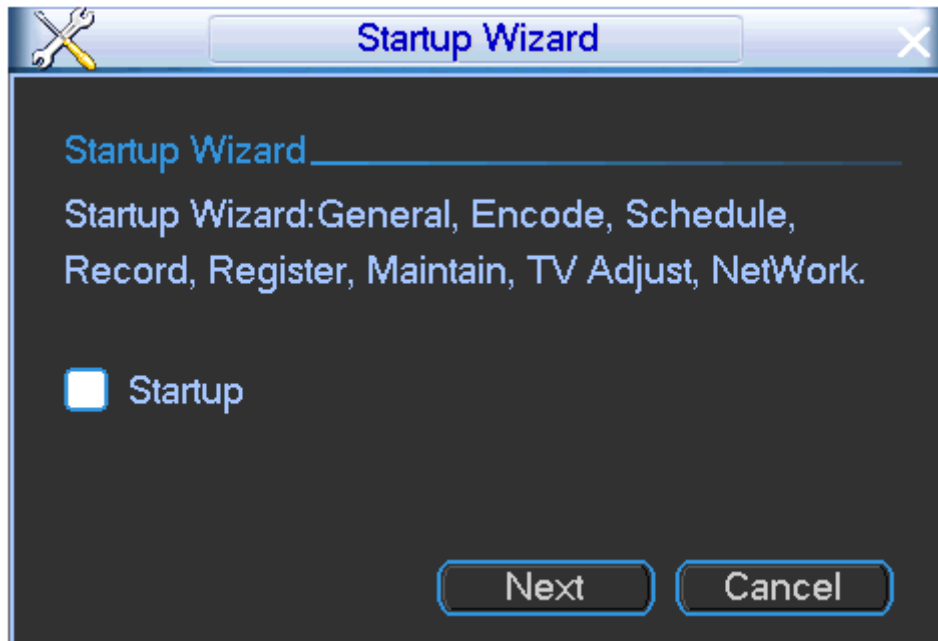 Startup Wizard
Startup Wizard
Startup Wizard:General, Encode, Schedule,
Record, Register, Maintain, TV Adjust, NetWork.
Startup
Next Cancel